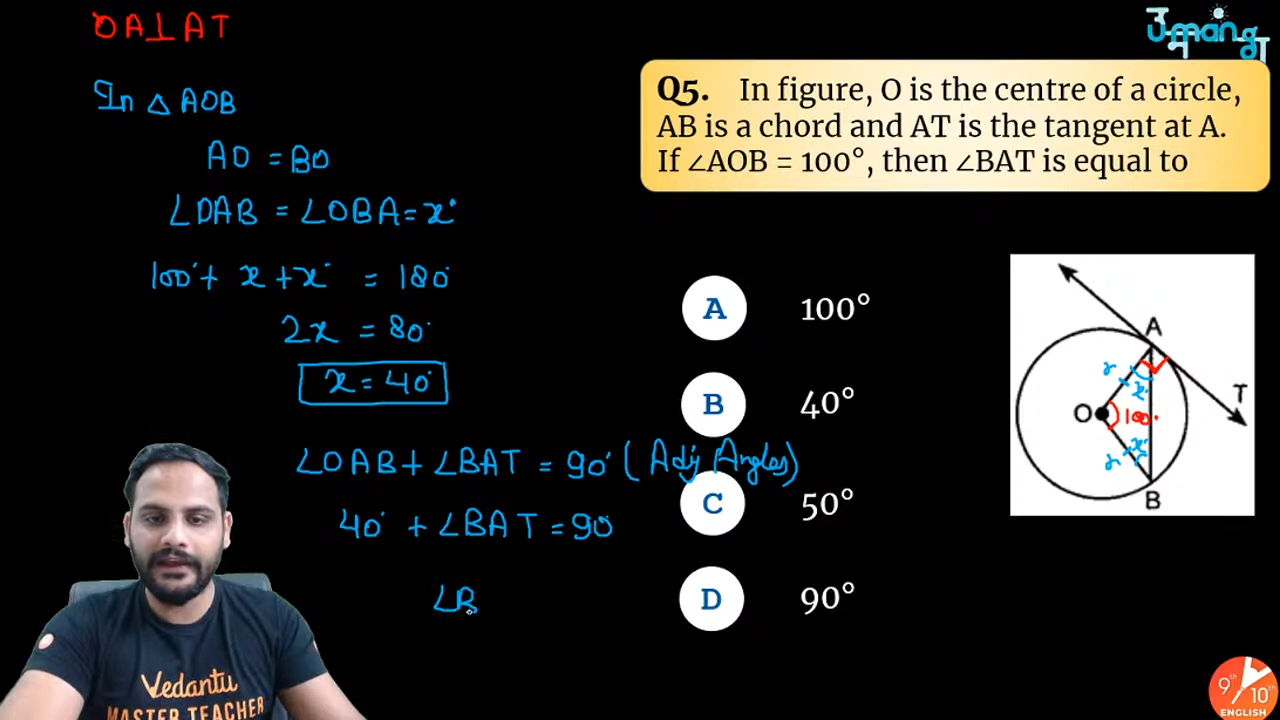 OA⊥AT
In △ AOB
AO = BO
∠OAB = ∠OBA = x°
100° + x + x° = 180°
2x = 80°
x = 40°
∠OAB + ∠BAT = 90° (Adj Angles)
40° + ∠BAT = 90
∠B
उमंग
Q5. In figure, O is the centre of a circle,
AB is a chord and AT is the tangent at A.
If ∠AOB = 100°, then ∠BAT is equal to
A 100°
B 40°
C 50°
D 90°
A
r
x°
T
O
100°
x°
r
B
Vedantu
MASTER TEACHER
9th 10th
ENGLISH